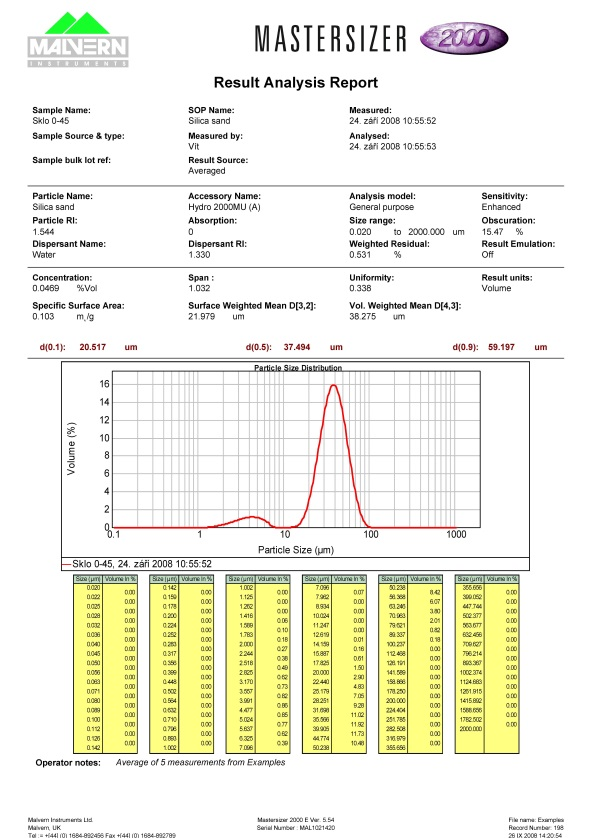 MALVERN
INSTRUMENTS
MASTERSIZER 2000
Result Analysis Report
Sample Name: SOP Name: Measured:
Sklo 0-45 Silica sand 24. září 2008 10:55:52
Sample Source & type: Measured by: Analysed:
Vít 24. září 2008 10:55:53
Sample bulk lot ref: Result Source:
Averaged
Particle Name: Accessory Name: Analysis model: Sensitivity:
Silica sand Hydro 2000MU (A) General purpose Enhanced
Particle RI: Absorption: Size range: Obscuration:
1.544 0 0.020 to 2000.000 um 15.47 %
Dispersant Name: Dispersant RI: Weighted Residual: Result Emulation:
Water 1.330 0.531 % Off
Concentration: Span : Uniformity: Result units:
0.0469 %Vol 1.032 0.338 Volume
Specific Surface Area: Surface Weighted Mean D[3,2]: Vol. Weighted Mean D[4,3]:
0.103 m˛/g 21.979 um 38.275 um
d(0.1): 20.517 um d(0.5): 37.494 um d(0.9): 59.197 um
Particle Size Distribution
Volume (%)
16
14
12
10
8
6
4
2
0
0.1 1 10 100 1000
Particle Size (µm)
Sklo 0-45, 24. září 2008 10:55:52
Size (µm) Volume In % Size (µm) Volume In % Size (µm) Volume In % Size (µm) Volume In % Size (µm) Volume In % Size (µm) Volume In %
0.020 0.142 1.002 7.096 50.238 355.656
0.00 0.00 0.00 0.07 8.42 0.00
0.022 0.159 1.125 7.962 56.368 399.052
0.00 0.00 0.00 0.00 6.07 0.00
0.025 0.178 1.262 8.934 63.246 447.744
0.00 0.00 0.00 0.00 3.80 0.00
0.028 0.200 1.416 10.024 70.963 502.377
0.00 0.00 0.06 0.00 2.01 0.00
0.032 0.224 1.589 11.247 79.621 563.677
0.00 0.00 0.10 0.00 0.82 0.00
0.036 0.252 1.783 12.619 89.337 632.456
0.00 0.00 0.18 0.01 0.18 0.00
0.040 0.283 2.000 14.159 100.237 709.627
0.00 0.00 0.27 0.16 0.00 0.00
0.045 0.317 2.244 15.887 112.468 796.214
0.00 0.00 0.38 0.61 0.00 0.00
0.050 0.356 2.518 17.825 126.191 893.367
0.00 0.00 0.49 1.50 0.00 0.00
0.056 0.399 2.825 20.000 141.589 1002.374
0.00 0.00 0.62 2.90 0.00 0.00
0.063 0.448 3.170 22.440 158.866 1124.683
0.00 0.00 0.73 4.83 0.00 0.00
0.071 0.502 3.557 25.179 178.250 1261.915
0.00 0.00 0.82 7.05 0.00 0.00
0.080 0.564 3.991 28.251 200.000 1415.892
0.00 0.00 0.86 9.28 0.00 0.00
0.089 0.632 4.477 31.698 224.404 1588.656
0.00 0.00 0.65 11.02 0.00 0.00
0.100 0.710 5.024 35.566 251.785 1782.502
0.00 0.00 0.77 11.92 0.00 0.00
0.112 0.796 5.637 39.905 282.508 2000.000
0.00 0.00 0.62 11.73 0.00
0.126 0.893 6.325 44.774 316.979
0.00 0.00 0.39 10.46 0.00
0.142 1.002 7.096 50.238 355.656
Operator notes: Average of 5 measurements from Examples
Malvern Instruments Ltd. Mastersizer 2000 E Ver. 5.54 File name: Examples
Malvern, UK Serial Number : MAL1021420 Record Number: 198
Tel := +[44] (0) 1684-892456 Fax +[44] (0) 1684-892789 26 IX 2008 14:20:54